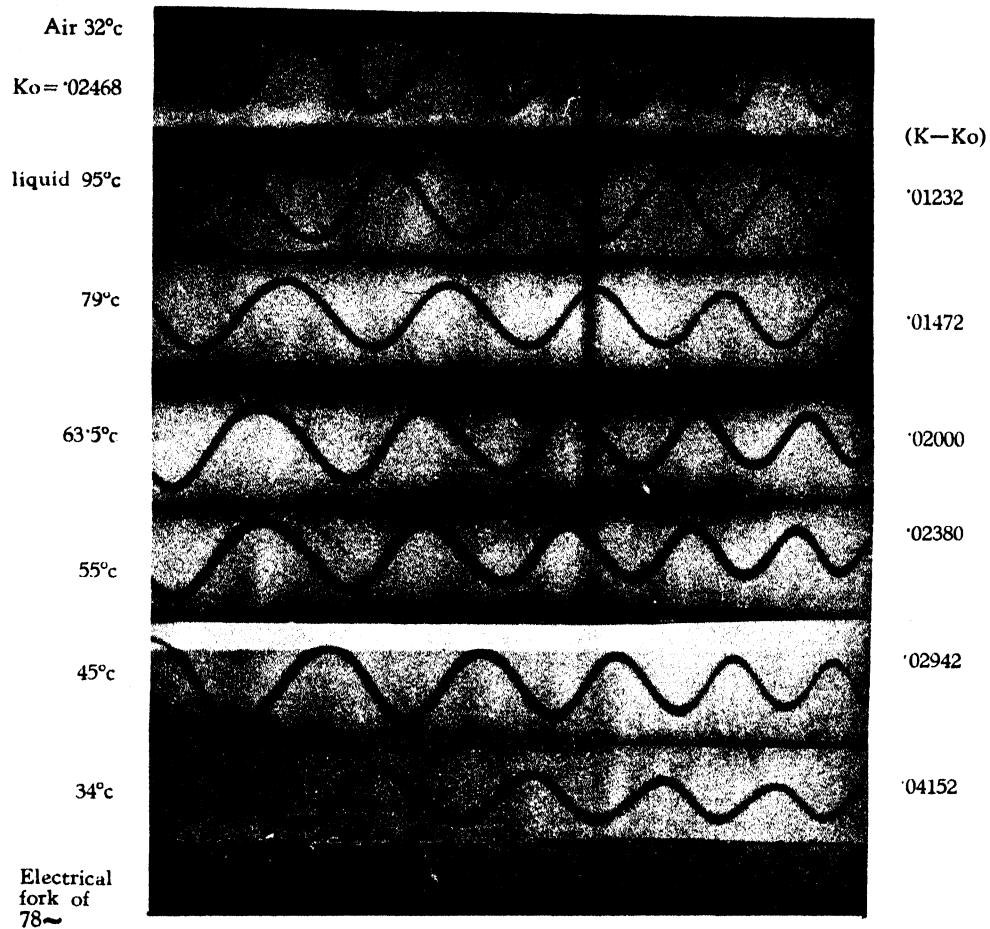 Air 32°c
Ko = ·02468
(K—Ko)
liquid 95°c
·01232
79°c
·01472
63·5°c
·02000
55°c
·02380
45°c
·02942
34°c
·04152
Electrical
fork of
78~